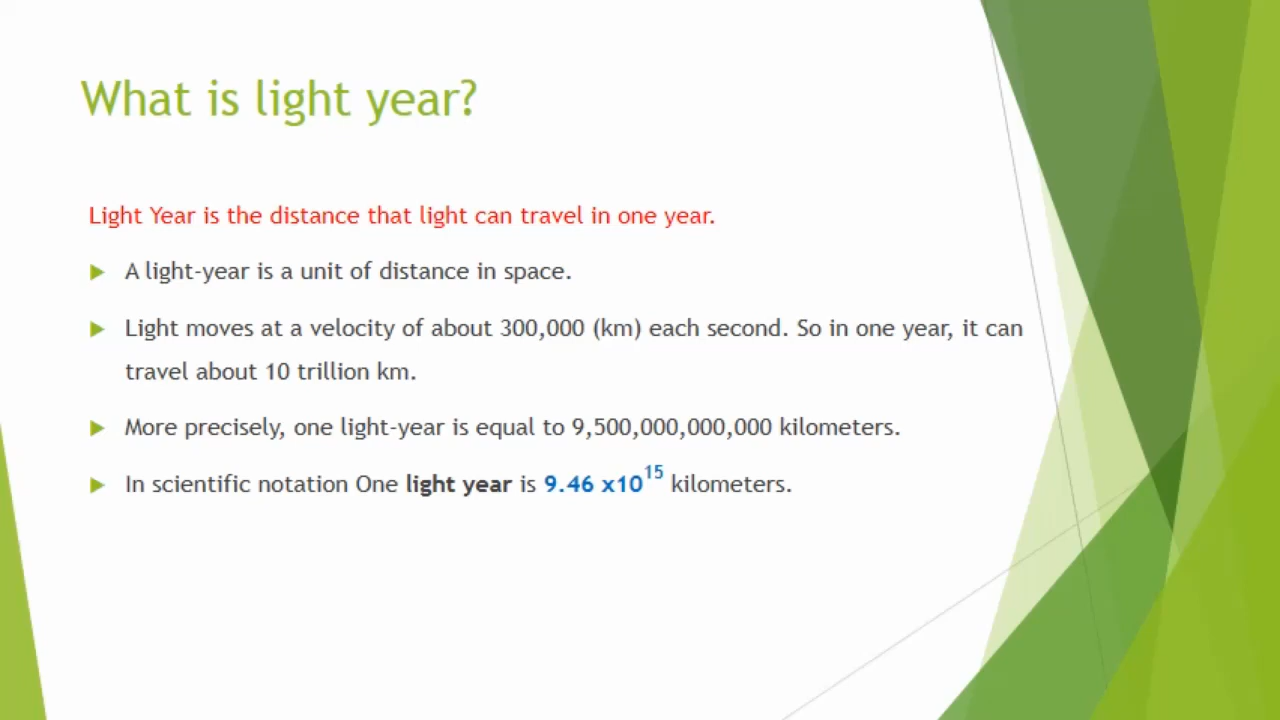 What is light year?
Light Year is the distance that light can travel in one year.
A light-year is a unit of distance in space.
Light moves at a velocity of about 300,000 (km) each second. So in one year, it can
travel about 10 trillion km.
More precisely, one light-year is equal to 9,500,000,000,000 kilometers.
In scientific notation One light year is 9.46 x10¹⁵ kilometers.